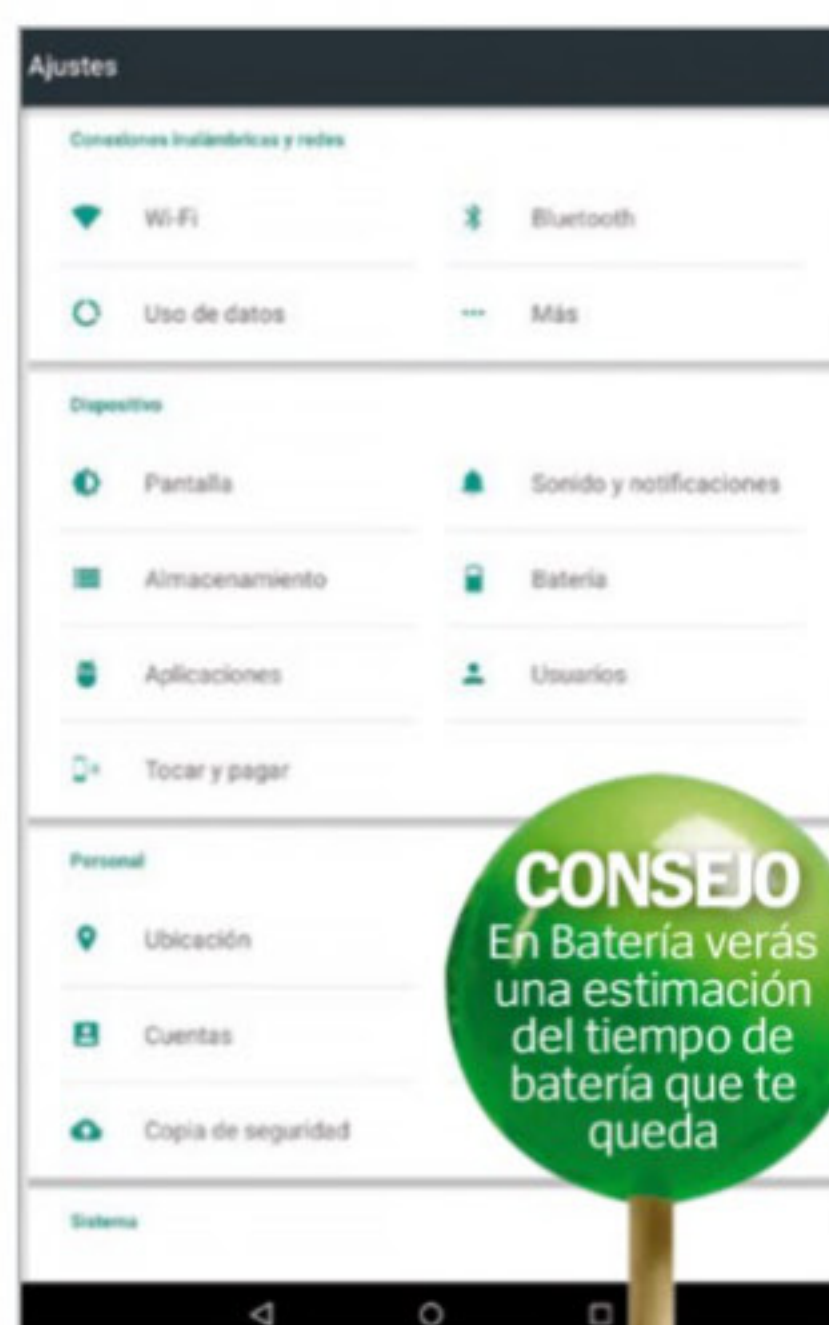 Ajustes
Conexiones inalámbricas y redes
Wi-Fi
Bluetooth
Uso de datos
Más
Dispositivo
Pantalla
Sonido y notificaciones
Almacenamiento
Batería
Aplicaciones
Usuarios
Tocar y pagar
Personal
Ubicación
Cuentas
Copia de seguridad
Sistema
CONSEJO
En Batería verás
una estimación
del tiempo de
batería que te
queda